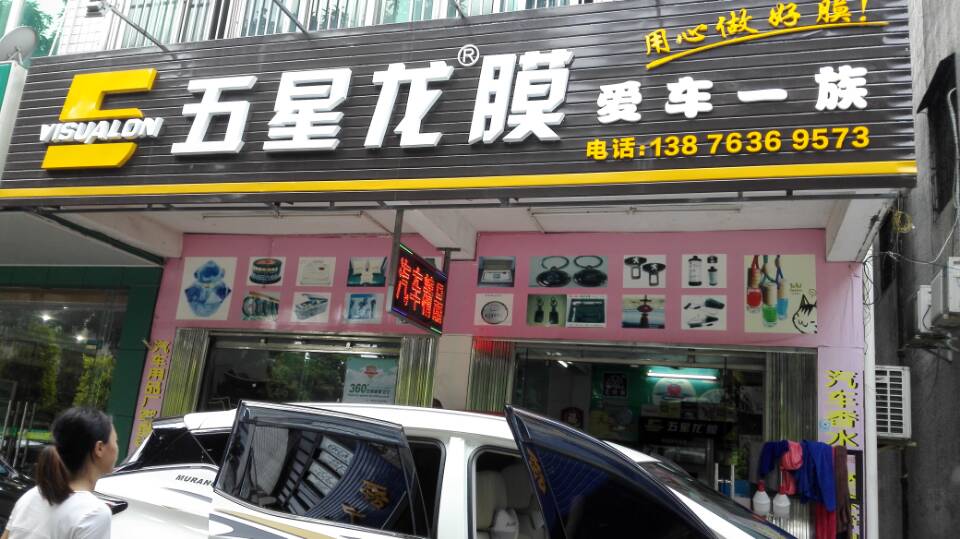 用心做好膜!
VISUALON 五星龙膜® 爱车一族
电话:138 7636 9573
汽车用品厂
360°
五星龙膜
汽车香水
MURANO